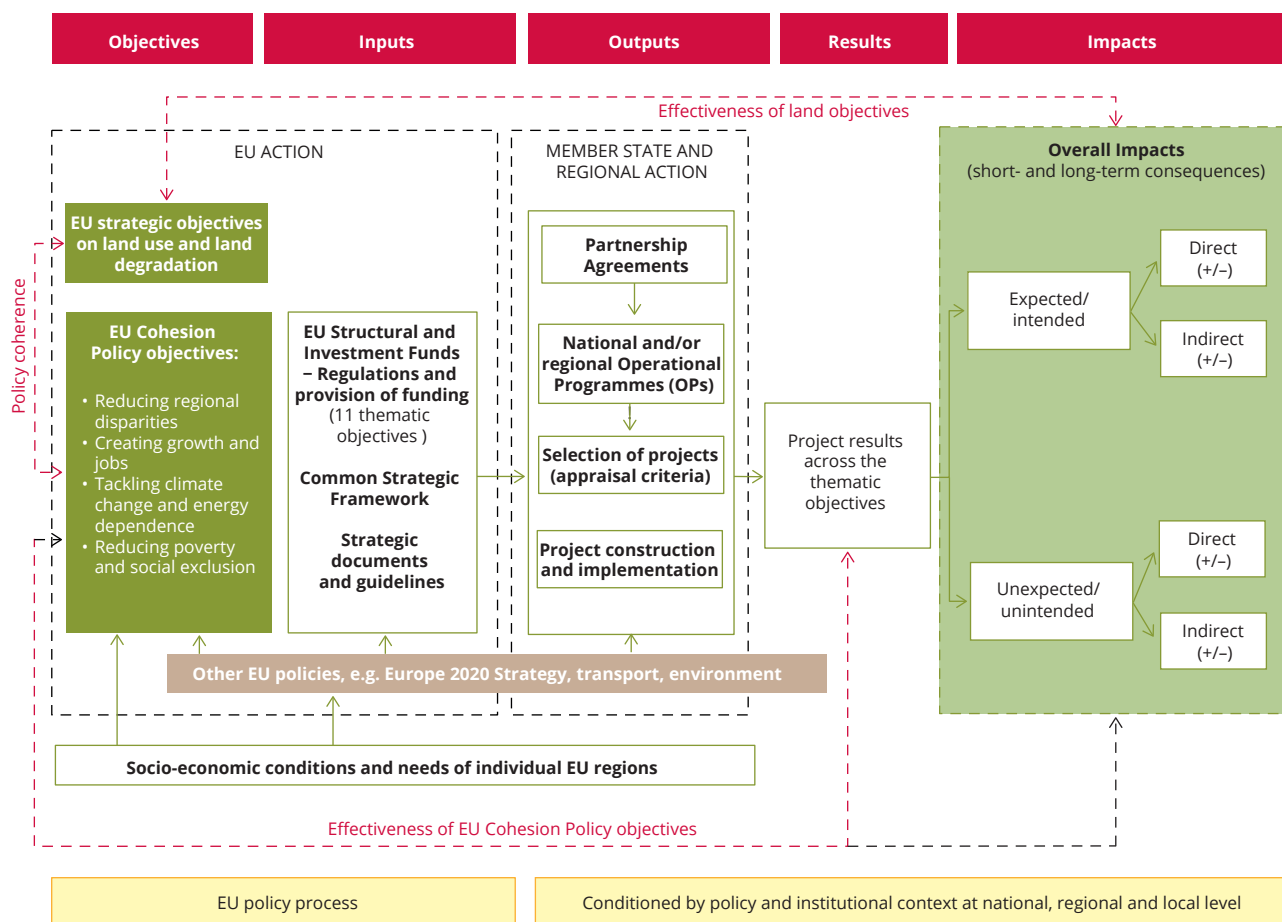 Objectives
Inputs
Outputs
Results
Impacts
Effectiveness of land objectives
EU ACTION
MEMBER STATE AND
REGIONAL ACTION
Overall Impacts
(short- and long-term consequences)
Policy coherence
EU strategic objectives
on land use and land
degradation
EU Cohesion
Policy objectives:
• Reducing regional
disparities
• Creating growth and
jobs
• Tackling climate
change and energy
dependence
• Reducing poverty
and social exclusion
EU Structural and
Investment Funds
− Regulations and
provision of funding
(11 thematic
objectives )
Common Strategic
Framework
Strategic
documents
and guidelines
Partnership
Agreements
National and/or
regional Operational
Programmes (OPs)
Selection of projects
(appraisal criteria)
Project construction
and implementation
Project results
across the
thematic
objectives
Expected/
intended
Direct
(+/−)
Indirect
(+/−)
Unexpected/
unintended
Direct
(+/−)
Indirect
(+/−)
Other EU policies, e.g. Europe 2020 Strategy, transport, environment
Socio-economic conditions and needs of individual EU regions
Effectiveness of EU Cohesion Policy objectives
EU policy process
Conditioned by policy and institutional context at national, regional and local level